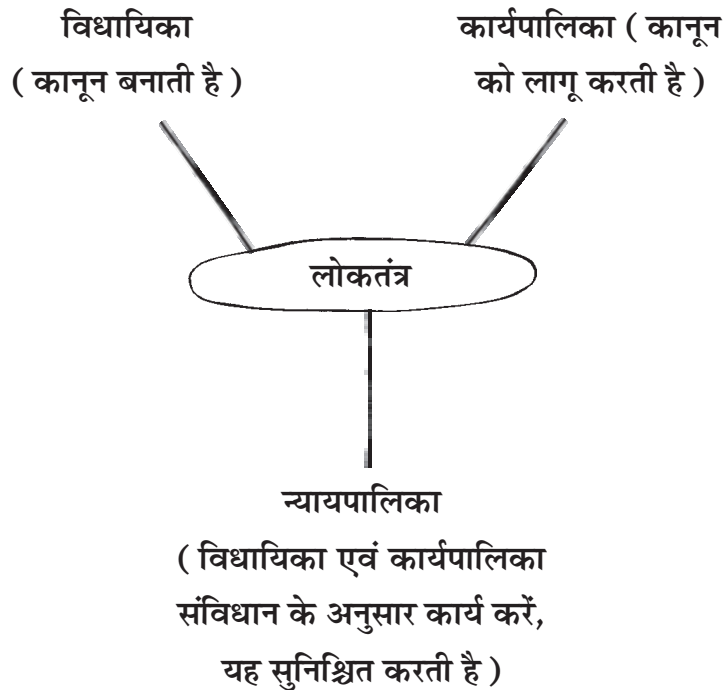 विधायिका
( कानून बनाती है )
कार्यपालिका ( कानून
को लागू करती है )
लोकतंत्र
न्यायपालिका
( विधायिका एवं कार्यपालिका
संविधान के अनुसार कार्य करें,
यह सुनिश्चित करती है )